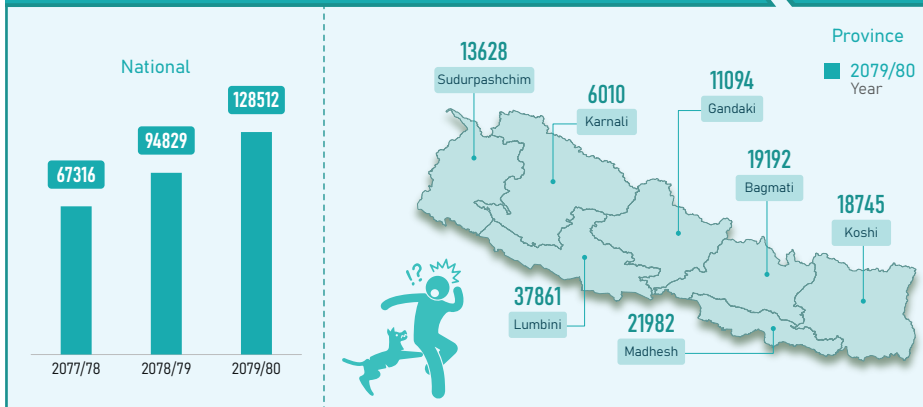 National
67316
94829
128512
2077/78
2078/79
2079/80
Province
2079/80
Year
13628
Sudurpashchim
6010
Karnali
11094
Gandaki
19192
Bagmati
18745
Koshi
37861
Lumbini
21982
Madhesh
!?